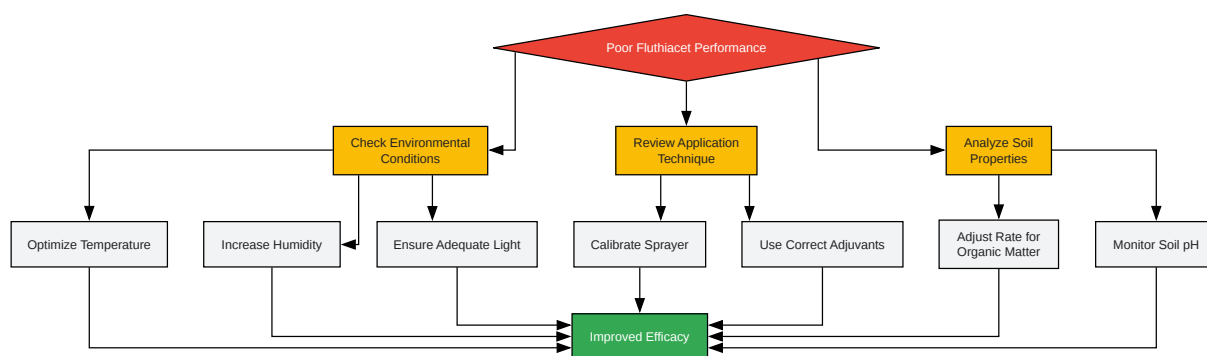 Poor Fluthiacet Performance
Check Environmental
Conditions
Review Application
Technique
Analyze Soil
Properties
Optimize Temperature
Increase Humidity
Ensure Adequate Light
Calibrate Sprayer
Use Correct Adjuvants
Adjust Rate for
Organic Matter
Monitor Soil pH
Improved Efficacy